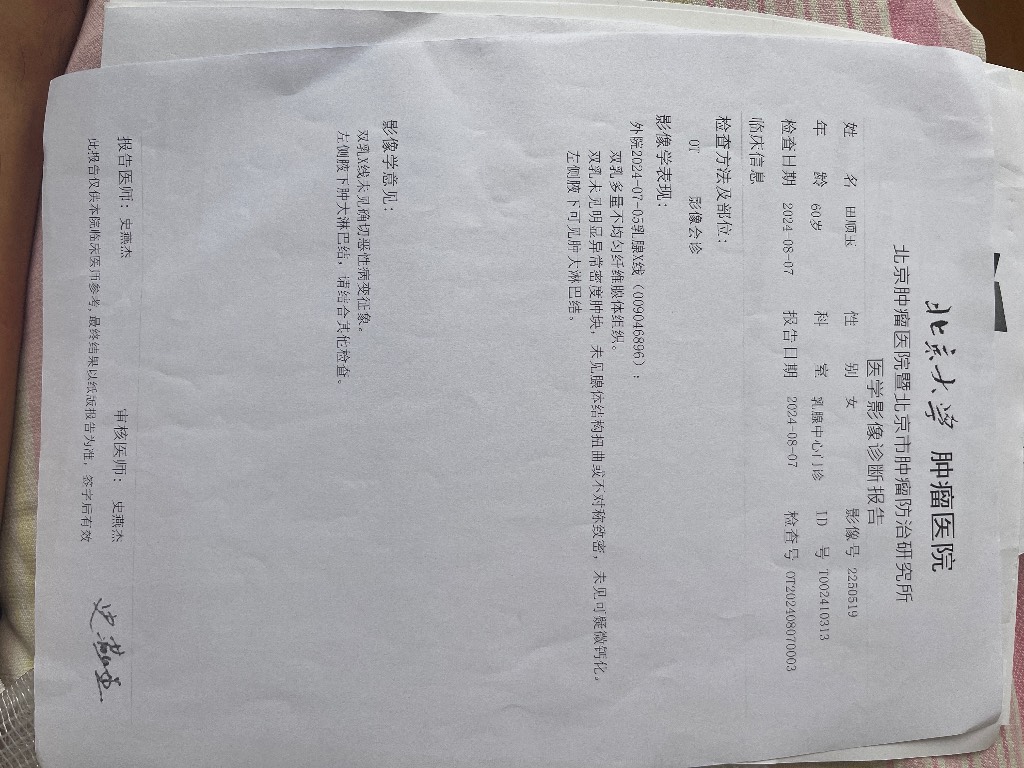 北京大学 肿瘤医院
北京肿瘤医院暨北京市肿瘤防治研究所
医学影像诊断报告
姓 名 田顺玉 性 别 女 影像号 2250519
年 龄 60岁 科 室 乳腺中心门诊 ID 号 T002410313
检查日期 2024-08-07 报告日期 2024-08-07 检查号 OT202408070003
临床信息
检查方法及部位：
OT 影像会诊
影像学表现：
外院2024-07-05乳腺X线（009046896）：
双乳多量不均匀纤维腺体组织。
双乳未见明显异常密度肿块，未见腺体结构扭曲或不对称致密，未见可疑微钙化。
左侧腋下可见肿大淋巴结。
影像学意见：
双乳X线未见确切恶性病变征象。
左侧腋下肿大淋巴结，请结合其他检查。
报告医师： 史燕杰 审核医师： 史燕杰 史燕杰
此报告仅供本院临床医师参考，最终结果以纸版报告为准，签字后有效